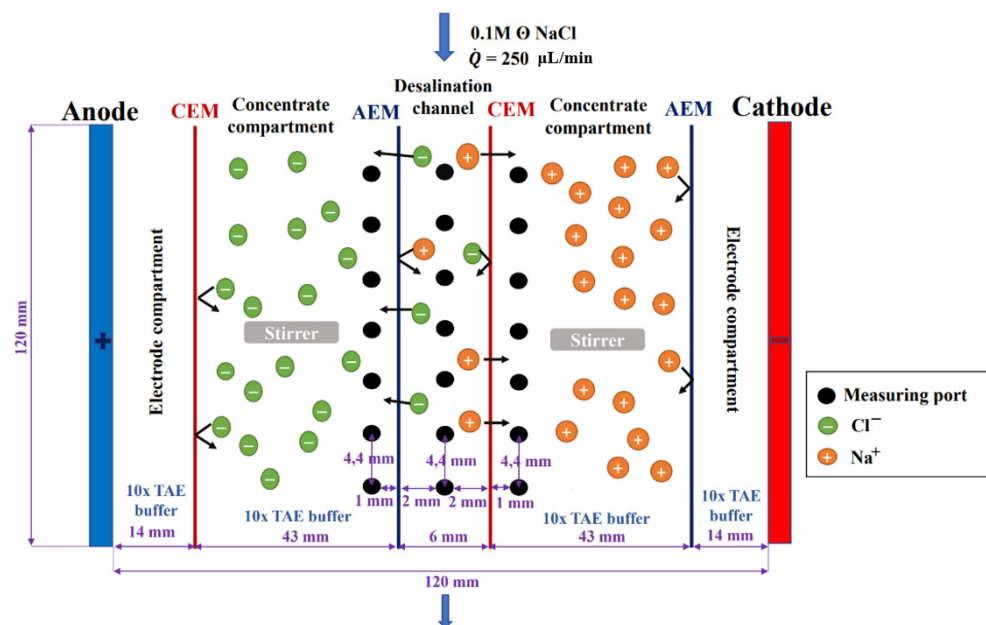 0.1M Θ NaCl
Q̇ = 250 µL/min
Anode
CEM
Concentrate
compartment
AEM
Desalination
channel
CEM
Concentrate
compartment
AEM
Cathode
120 mm
+
Electrode compartment
Stirrer
Stirrer
Electrode compartment
−
Measuring port
Cl⁻
Na⁺
4,4 mm
4,4 mm
4,4 mm
1 mm
2 mm
2 mm
1 mm
10x TAE
buffer
10x TAE buffer
10x TAE buffer
10x TAE
buffer
14 mm
43 mm
6 mm
43 mm
14 mm
120 mm